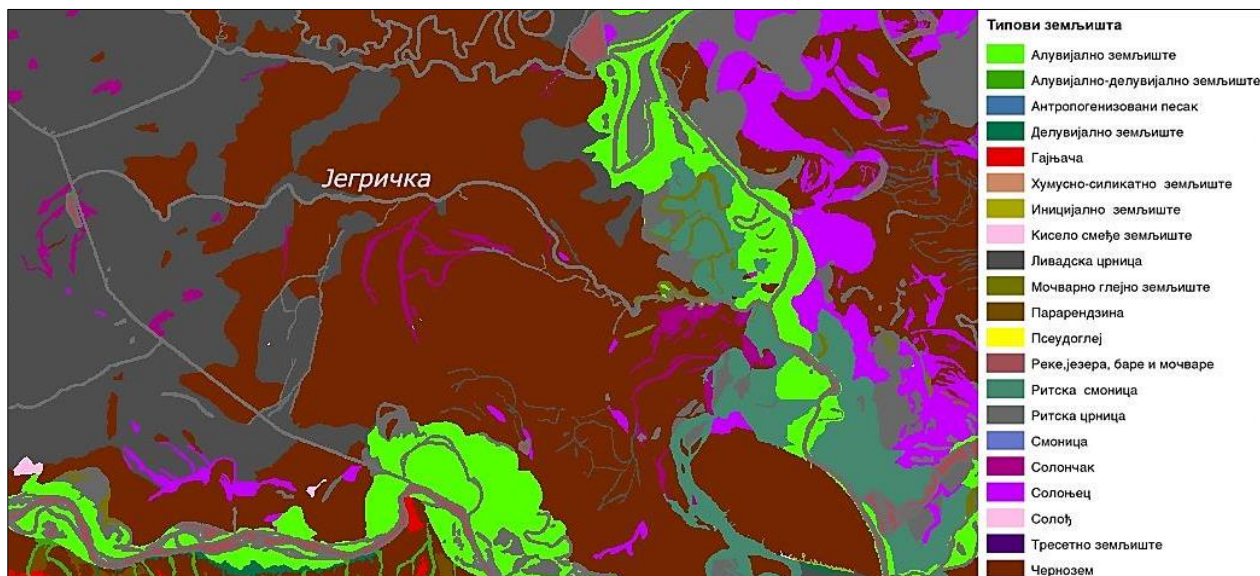 Типови земљишта
Алувијално земљиште
Алувијално-делувијално земљиште
Антропогенизовани песак
Делувијално земљиште
Гајњача
Хумусно-силикатно земљиште
Иницијално земљиште
Кисело смеђе земљиште
Ливадска црница
Мочварно глејно земљиште
Парарендзина
Псеудоглеј
Реке,језера, баре и мочваре
Ритска смоница
Ритска црница
Смоница
Солончак
Солоњец
Солођ
Тресетно земљиште
Чернозем
Јегричка